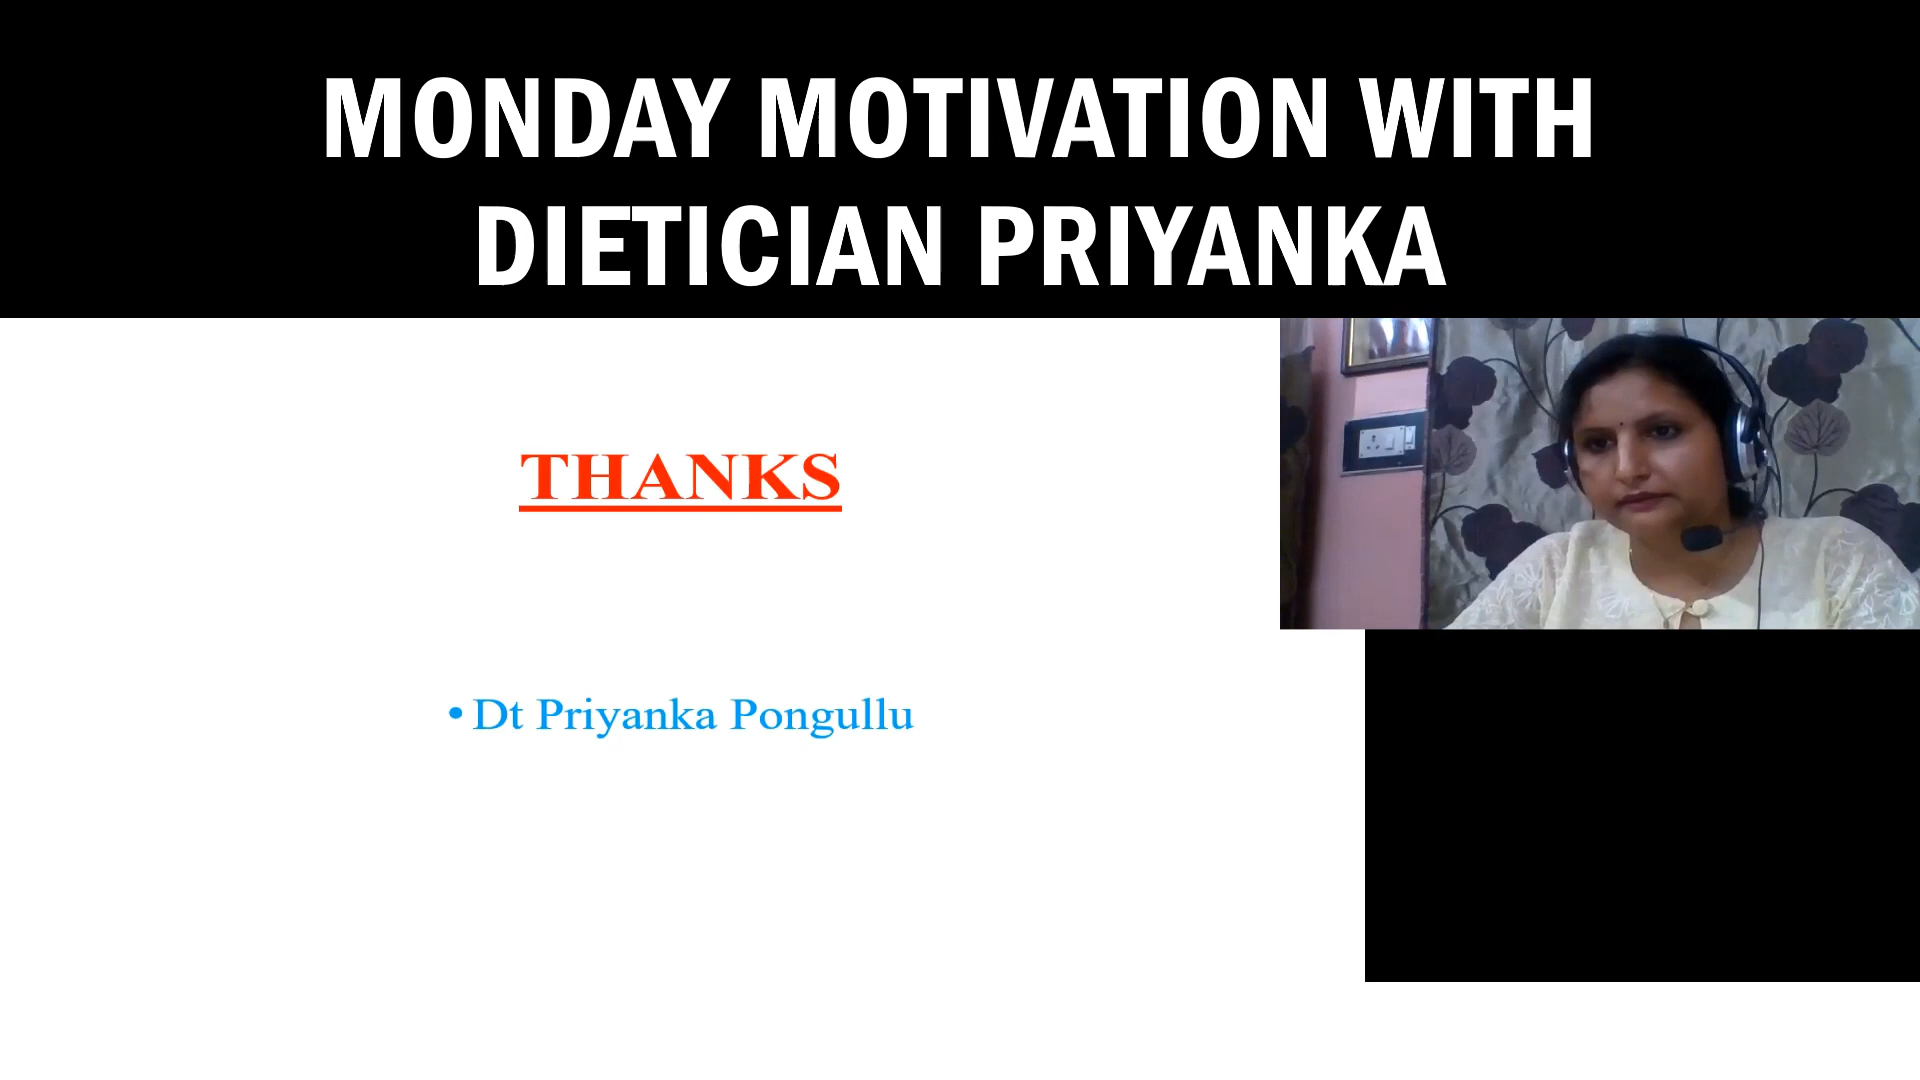 MONDAY MOTIVATION WITH
DIETICIAN PRIYANKA
THANKS
• Dt Priyanka Pongullu